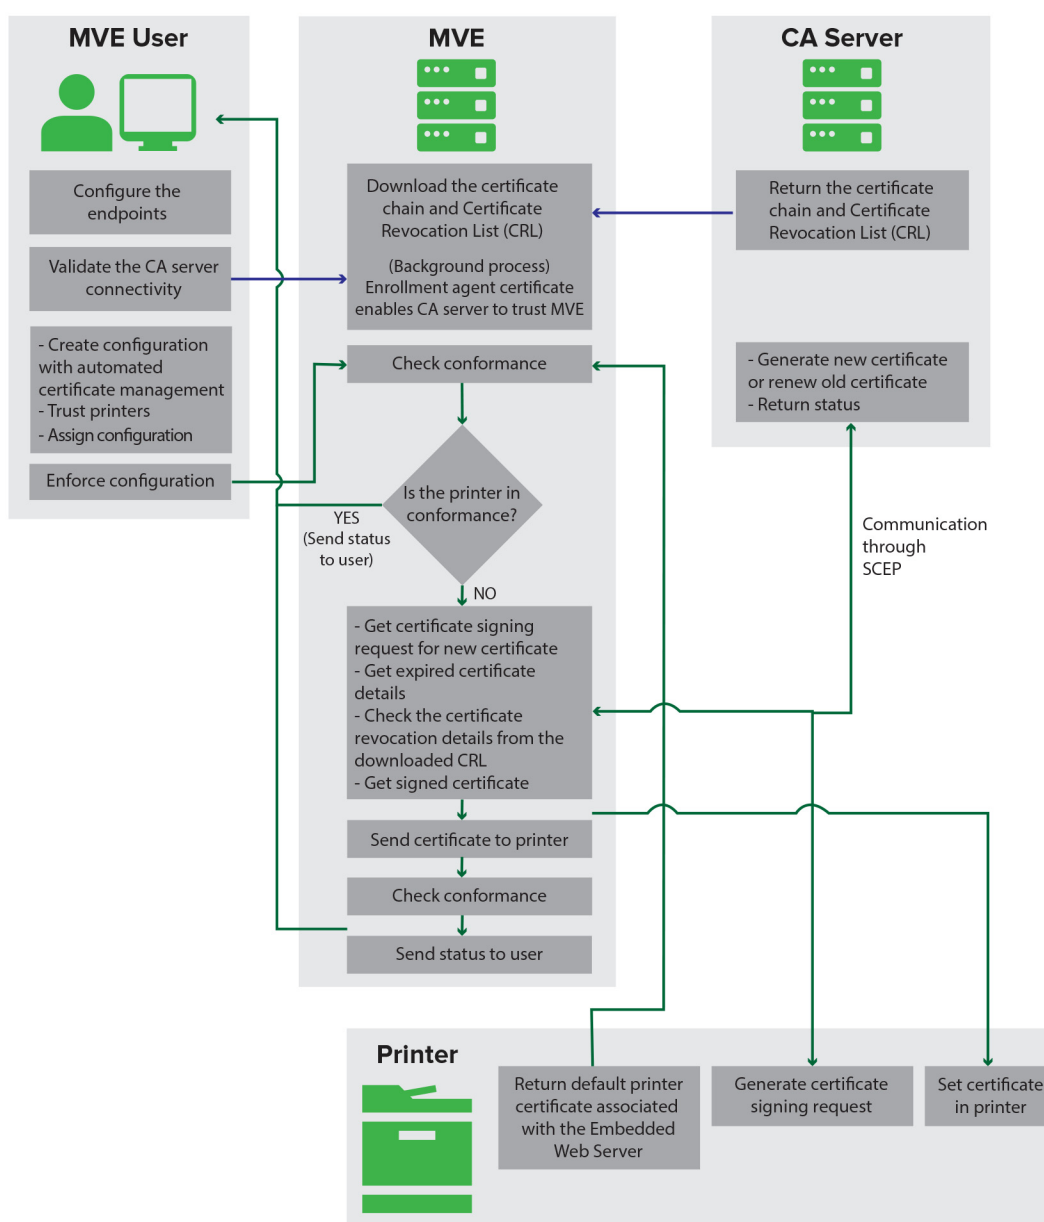 MVE User
Configure the
endpoints
Validate the CA server
connectivity
- Create configuration
with automated
certificate management
- Trust printers
- Assign configuration
Enforce configuration
MVE
Download the certificate
chain and Certificate
Revocation List (CRL)
(Background process)
Enrollment agent certificate
enables CA server to trust MVE
Check conformance
Is the printer in
conformance?
YES
(Send status
to user)
NO
- Get certificate signing
request for new certificate
- Get expired certificate
details
- Check the certificate
revocation details from the
downloaded CRL
- Get signed certificate
Send certificate to printer
Check conformance
Send status to user
CA Server
Return the certificate
chain and Certificate
Revocation List (CRL)
- Generate new certificate
or renew old certificate
- Return status
Communication
through
SCEP
Printer
Return default printer
certificate associated
with the Embedded
Web Server
Generate certificate
signing request
Set certificate
in printer